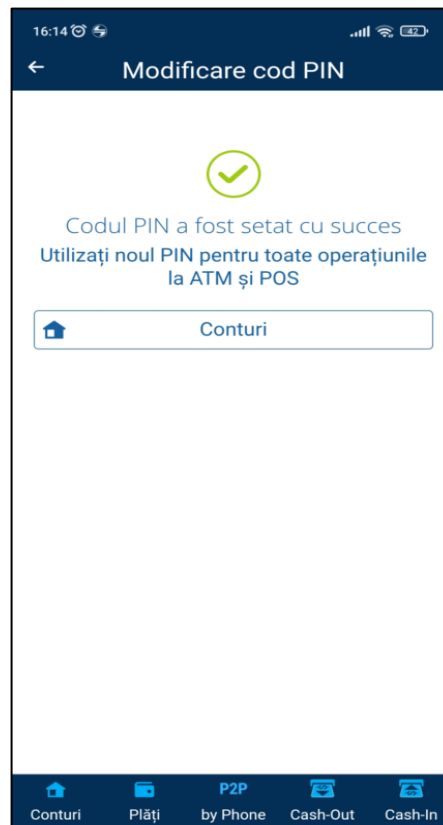 16:14
42
Modificare cod PIN
Codul PIN a fost setat cu succes
Utilizați noul PIN pentru toate operațiunile
la ATM și POS
Conturi
P2P
Conturi Plăți by Phone Cash-Out Cash-In